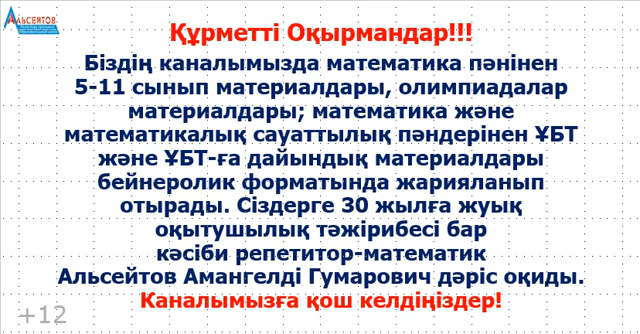 АЛЬСЕЙТОВ
Құрметті Оқырмандар!!!
Біздің каналымызда математика пәнінен
5-11 сынып материалдары, олимпиадалар
материалдары; математика және
математикалық сауаттылық пәндерінен ҰБТ
және ҰБТ-ға дайындық материалдары
бейнеролик форматында жарияланып
отырады. Сіздерге 30 жылға жуық
оқытушылық тәжірибесі бар
кәсіби репетитор-математик
Альсейтов Амангелді Гумарович дәріс оқиды.
Каналымызға қош келдіңіздер!
+12